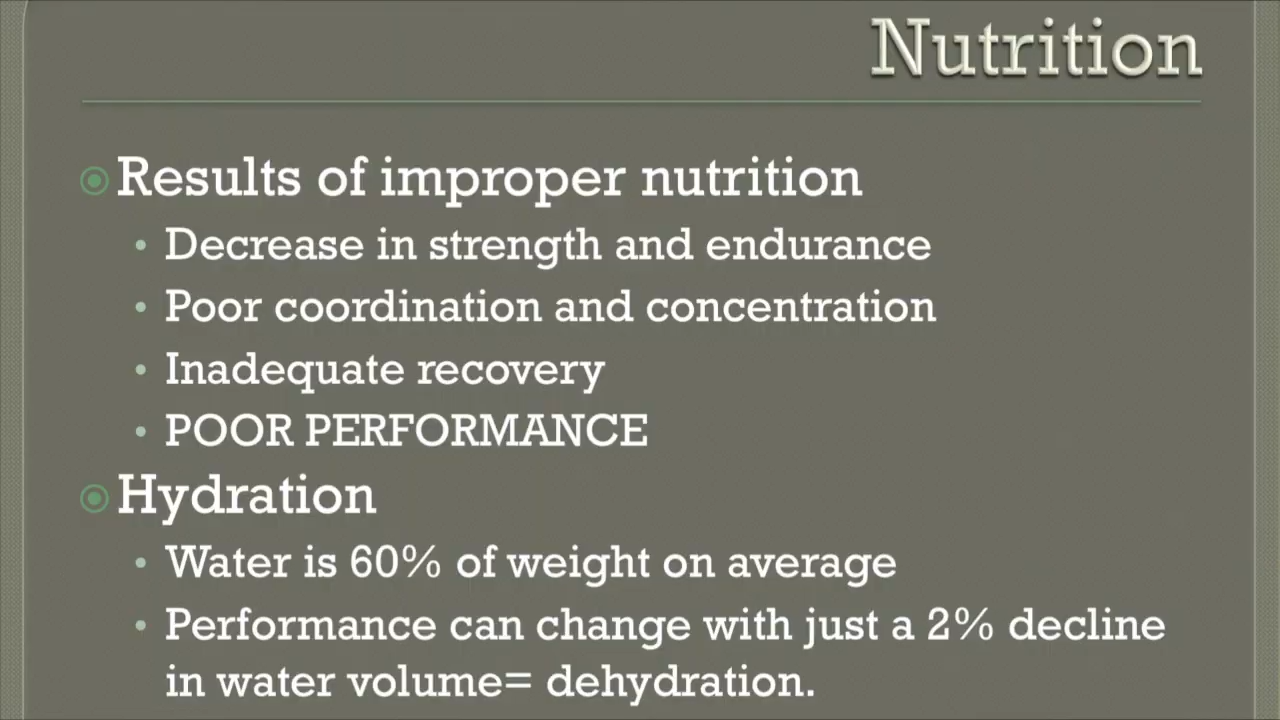 Nutrition
Results of improper nutrition
Decrease in strength and endurance
Poor coordination and concentration
Inadequate recovery
POOR PERFORMANCE
Hydration
Water is 60% of weight on average
Performance can change with just a 2% decline
in water volume= dehydration.